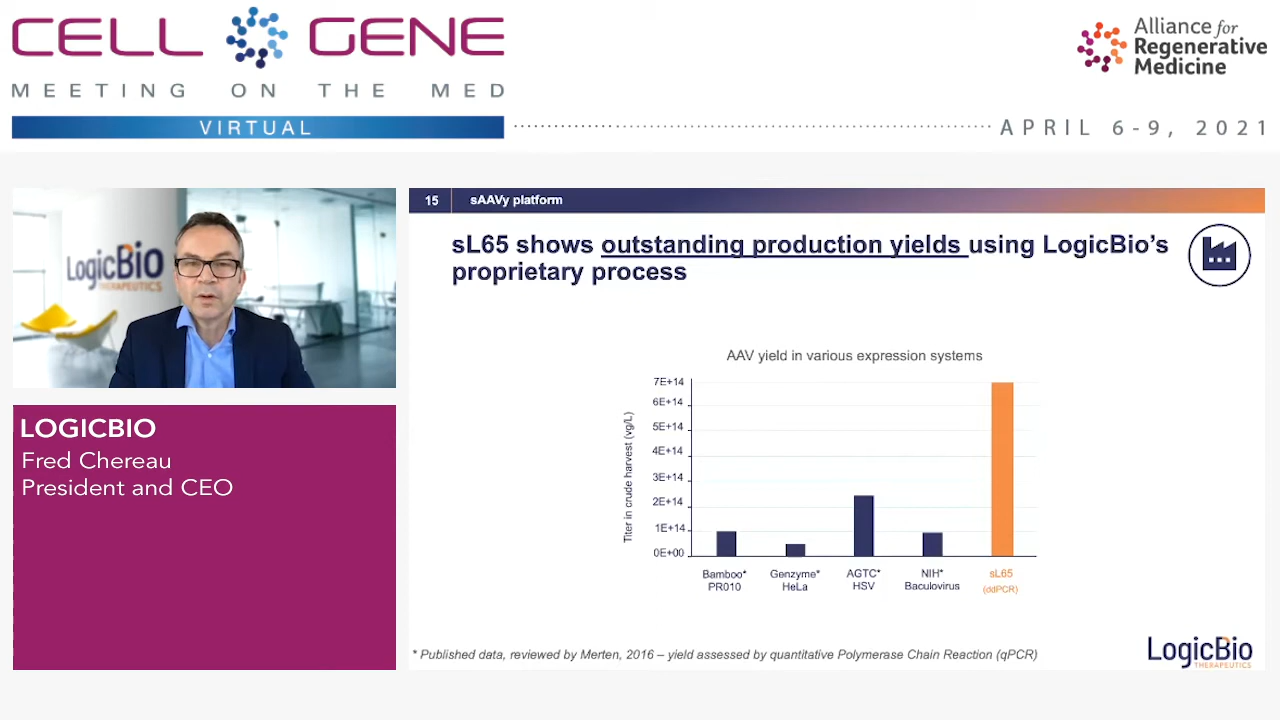 CELL GENE
MEETING ON THE MED
VIRTUAL
Alliance for
Regenerative
Medicine
APRIL 6-9, 2021
LogicBio
THERAPEUTICS
LOGICBIO
Fred Chereau
President and CEO
15 sAAVy platform
sL65 shows outstanding production yields using LogicBio's
proprietary process
AAV yield in various expression systems
Titer in crude harvest (vg/L)
7E+14
6E+14
5E+14
4E+14
3E+14
2E+14
1E+14
0E+00
Bamboo*
PR010
Genzyme*
HeLa
AGTC*
HSV
NIH*
Baculovirus
sL65
(ddPCR)
* Published data, reviewed by Merten, 2016 – yield assessed by quantitative Polymerase Chain Reaction (qPCR)
LogicBio
THERAPEUTICS